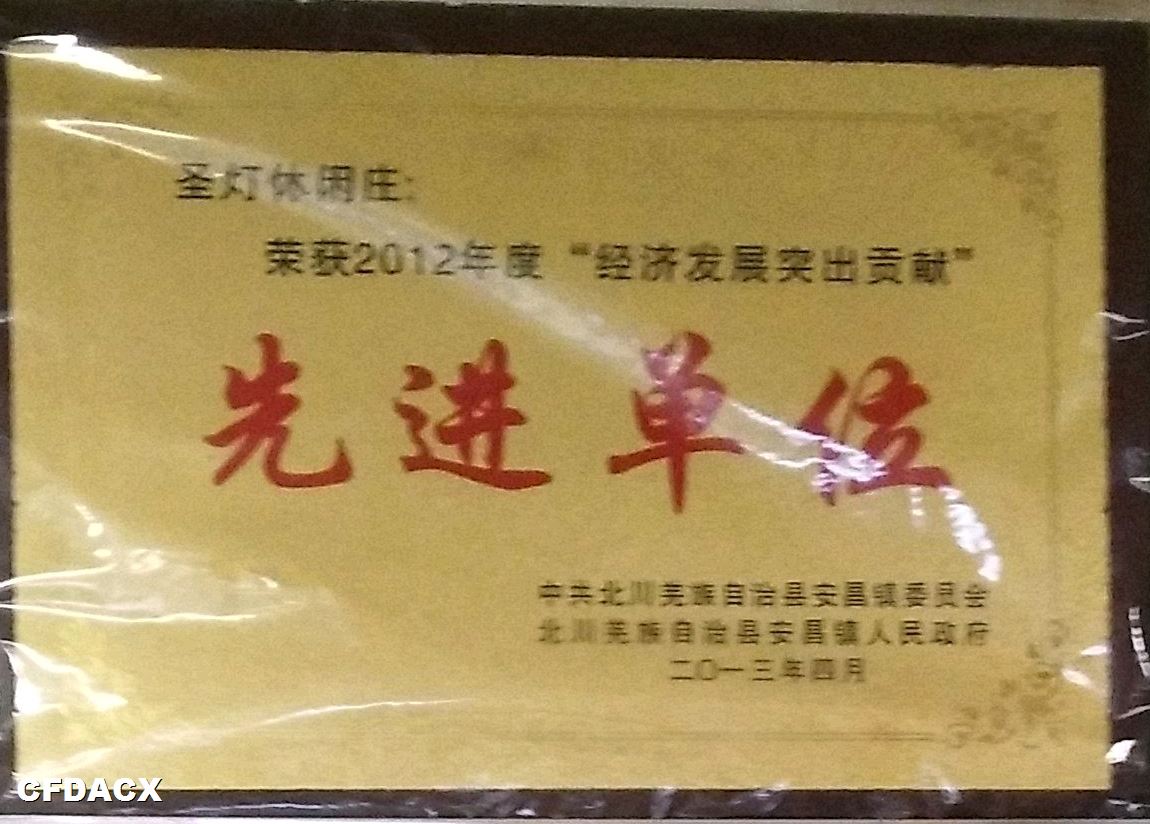 圣灯休闲庄:
荣获2012年度“经济发展突出贡献”
先进单位
中共北川羌族自治县安昌镇委员会
北川羌族自治县安昌镇人民政府
二〇一三年四月
CFDACX